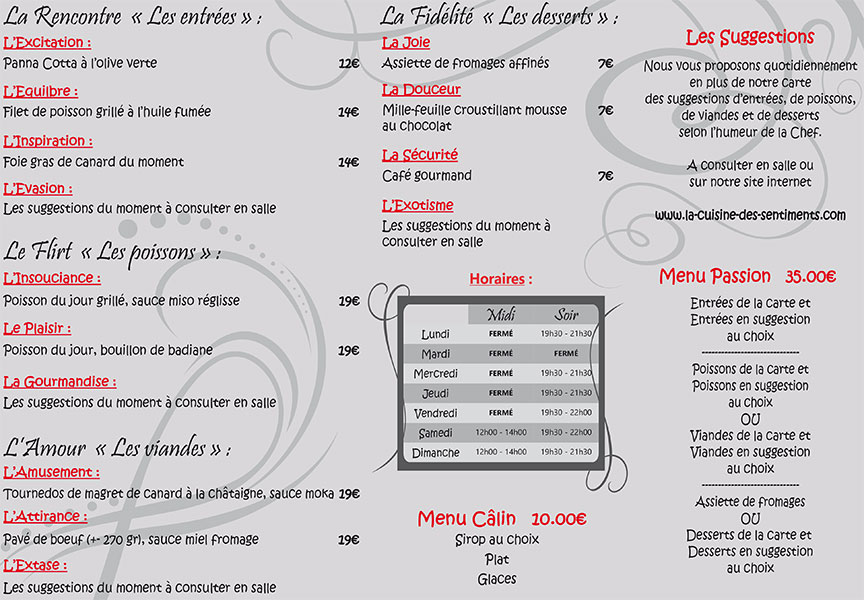 La Rencontre « Les entrées » :
L'Excitation :
Panna Cotta à l'olive verte 12€
L'Equilbre :
Filet de poisson grillé à l'huile fumée 14€
L'Inspiration :
Foie gras de canard du moment 14€
L'Evasion :
Les suggestions du moment à consulter en salle
Le Flirt « Les poissons » :
L'Insouciance :
Poisson du jour grillé, sauce miso réglisse 19€
Le Plaisir :
Poisson du jour, bouillon de badiane 19€
La Gourmandise :
Les suggestions du moment à consulter en salle
L'Amour « Les viandes » :
L'Amusement :
Tournedos de magret de canard à la châtaigne, sauce moka 19€
L'Attirance :
Pavé de boeuf (+- 270 gr), sauce miel fromage 19€
L'Extase :
Les suggestions du moment à consulter en salle
La Fidélité « Les desserts » :
La Joie
Assiette de fromages affinés 7€
La Douceur
Mille-feuille croustillant mousse 7€
au chocolat
La Sécurité
Café gourmand 7€
L'Exotisme
Les suggestions du moment à
consulter en salle
Horaires :
Midi Soir
Lundi FERMÉ 19h30 - 21h30
Mardi FERMÉ FERMÉ
Mercredi FERMÉ 19h30 - 21h30
Jeudi FERMÉ 19h30 - 21h30
Vendredi FERMÉ 19h30 - 22h00
Samedi 12h00 - 14h00 19h30 - 22h00
Dimanche 12h00 - 14h00 19h30 - 21h30
Menu Câlin 10.00€
Sirop au choix
Plat
Glaces
Les Suggestions
Nous vous proposons quotidiennement
en plus de notre carte
des suggestions d'entrées, de poissons,
de viandes et de desserts
selon l'humeur de la Chef.
A consulter en salle ou
sur notre site internet
www.la-cuisine-des-sentiments.com
Menu Passion 35.00€
Entrées de la carte et
Entrées en suggestion
au choix
------------------------------
Poissons de la carte et
Poissons en suggestion
au choix
OU
Viandes de la carte et
Viandes en suggestion
au choix
------------------------------
Assiette de fromages
OU
Desserts de la carte et
Desserts en suggestion
au choix